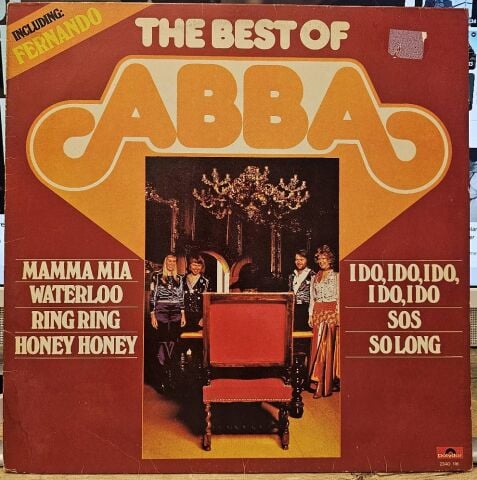 INCLUDING:
FERNANDO
THE BEST OF
ABBA
MAMMA MIA
WATERLOO
RING RING
HONEY HONEY
I DO, I DO, I DO,
I DO, I DO
SOS
SO LONG
Polydor